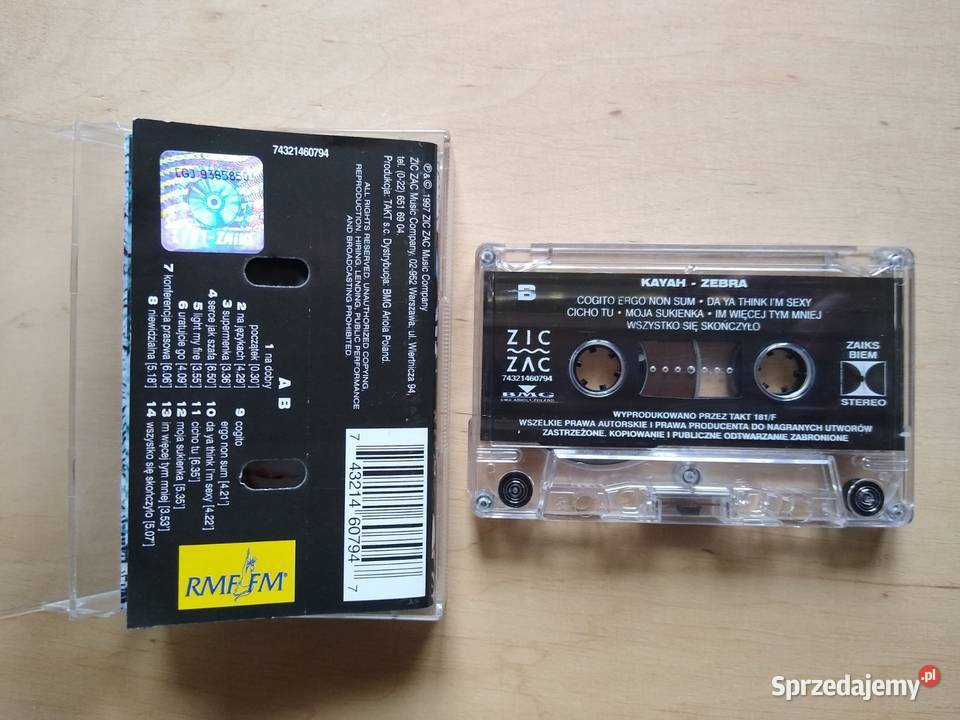 74321460794
LGJ 9385850
ZAiKS
℗ & © 1997 ZIC ZAC Music Company
ZIC ZAC Music Company, 02-952 Warszawa, ul. Wiertnicza 94,
tel. (0-22) 651 69 04.
Produkcja: TAKT s.c. Dystrybucja: BMG Ariola Poland.
ALL RIGHTS RESERVED. UNAUTHORIZED COPYING,
REPRODUCTION, HIRING, LENDING, PUBLIC PERFORMANCE
AND BROADCASTING PROHIBITED.
A
1 na dobry
początek [0.30']
2 na językach [4.29']
3 supermenka [3.36']
4 serce jak szafa [6.50']
5 light my fire [3.55']
6 uratujcie go [4.09']
7 konferencja prasowa [6.06']
8 niewidzialna [5.18']
B
9 cogito
ergo non sum [4.21']
10 da ya think I'm sexy [4.22']
11 cicho tu [6.35']
12 moja sukienka [5.35']
13 im więcej tym mniej [3.53']
14 wszystko się skończyło [5.07']
7 43214 60794 7
RMF FM®
KAYAH - ZEBRA
B
COGITO ERGO NON SUM • DA YA THINK I'M SEXY
CICHO TU • MOJA SUKIENKA • IM WIĘCEJ TYM MNIEJ
WSZYSTKO SIĘ SKOŃCZYŁO
ZIC
ZAC
74321460794
BMG
BMG ARIOLA POLAND
ZAIKS
BIEM
STEREO
WYPRODUKOWANO PRZEZ TAKT 181/F
WSZELKIE PRAWA AUTORSKIE I PRAWA PRODUCENTA DO NAGRANYCH UTWORÓW
ZASTRZEŻONE. KOPIOWANIE I PUBLICZNE ODTWARZANIE ZABRONIONE
Sprzedajemy.pl